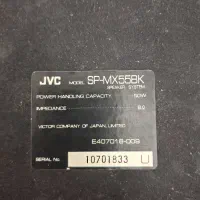 JVC MODEL SP-MX55BK
SPEAKER SYSTEM
POWER HANDLING CAPACITY 50W
IMPEDANCE
VICTOR COMPANY OF JAPAN, LIMITED
E407018-009
SERIAL No. 10701833